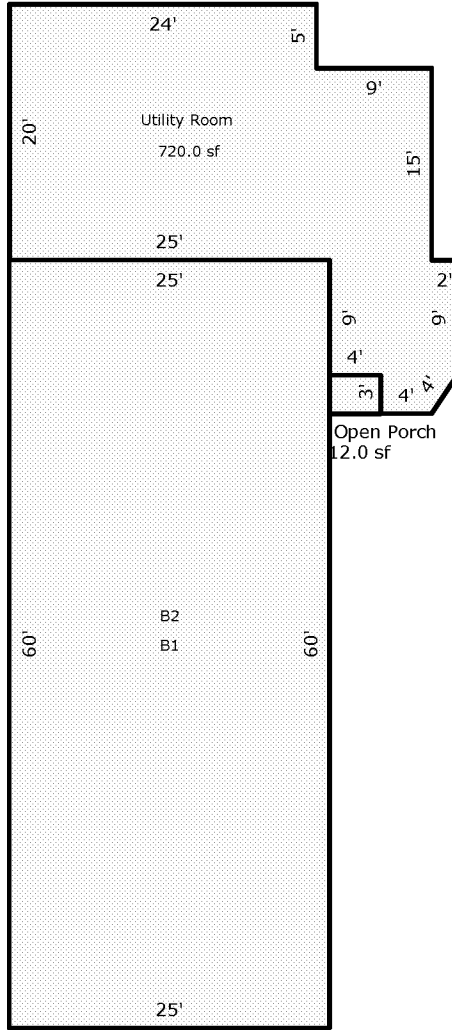 24'
5'
9'
20'
Utility Room
720.0 sf
15'
25'
25'
2'
9'
9'
4'
3'
4'
4'
Open Porch
12.0 sf
B2
B1
60'
60'
25'